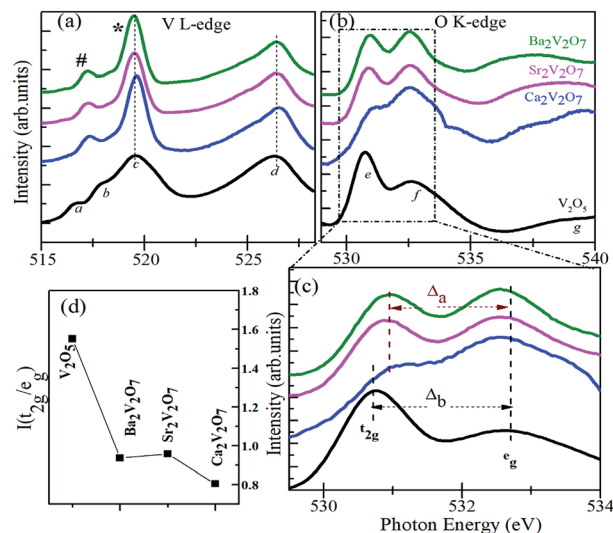 (a) V L-edge
#
*
a
b
c
d
515 520 525
Intensity (arb.units)
(b) O K-edge
Ba2V2O7
Sr2V2O7
Ca2V2O7
e
f
V2O5
g
530 535 540
Intensity (arb.units)
(c)
Δa
Δb
t2g
eg
530 531 532 533 534
Photon Energy (eV)
(d)
V2O5
Ba2V2O7
Sr2V2O7
Ca2V2O7
I(t2g/eg)
1.8
1.6
1.4
1.2
1.0
0.8